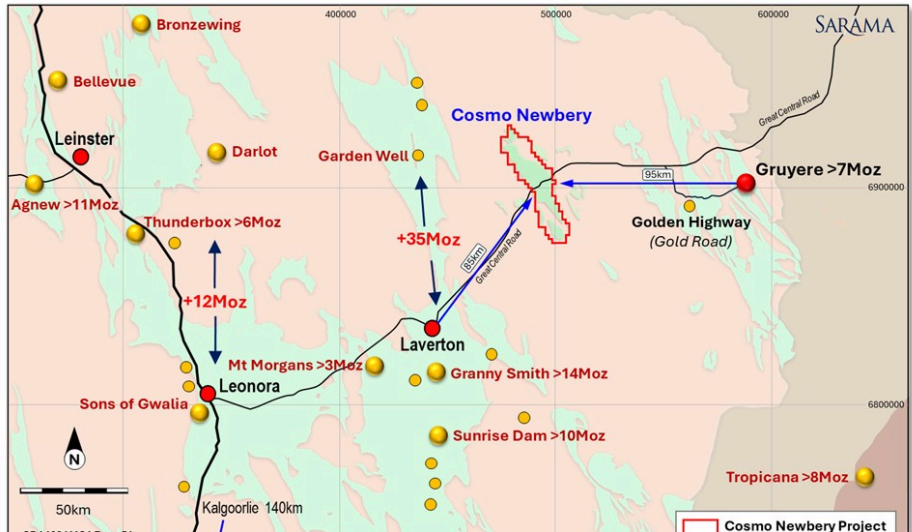 400000
500000
600000
SARAMA
Bronzewing
Bellevue
Leinster
Darlot
Agnew >11Moz
Thunderbox >6Moz
+12Moz
Garden Well
+35Moz
Cosmo Newbery
Great Central Road
95km
Gruyere >7Moz
6900000
Golden Highway
(Gold Road)
85km
Great Central Road
Laverton
Mt Morgans >3Moz
Granny Smith >14Moz
Leonora
Sons of Gwalia
6800000
Sunrise Dam >10Moz
Tropicana >8Moz
N
50km
Kalgoorlie 140km
Cosmo Newbery Project